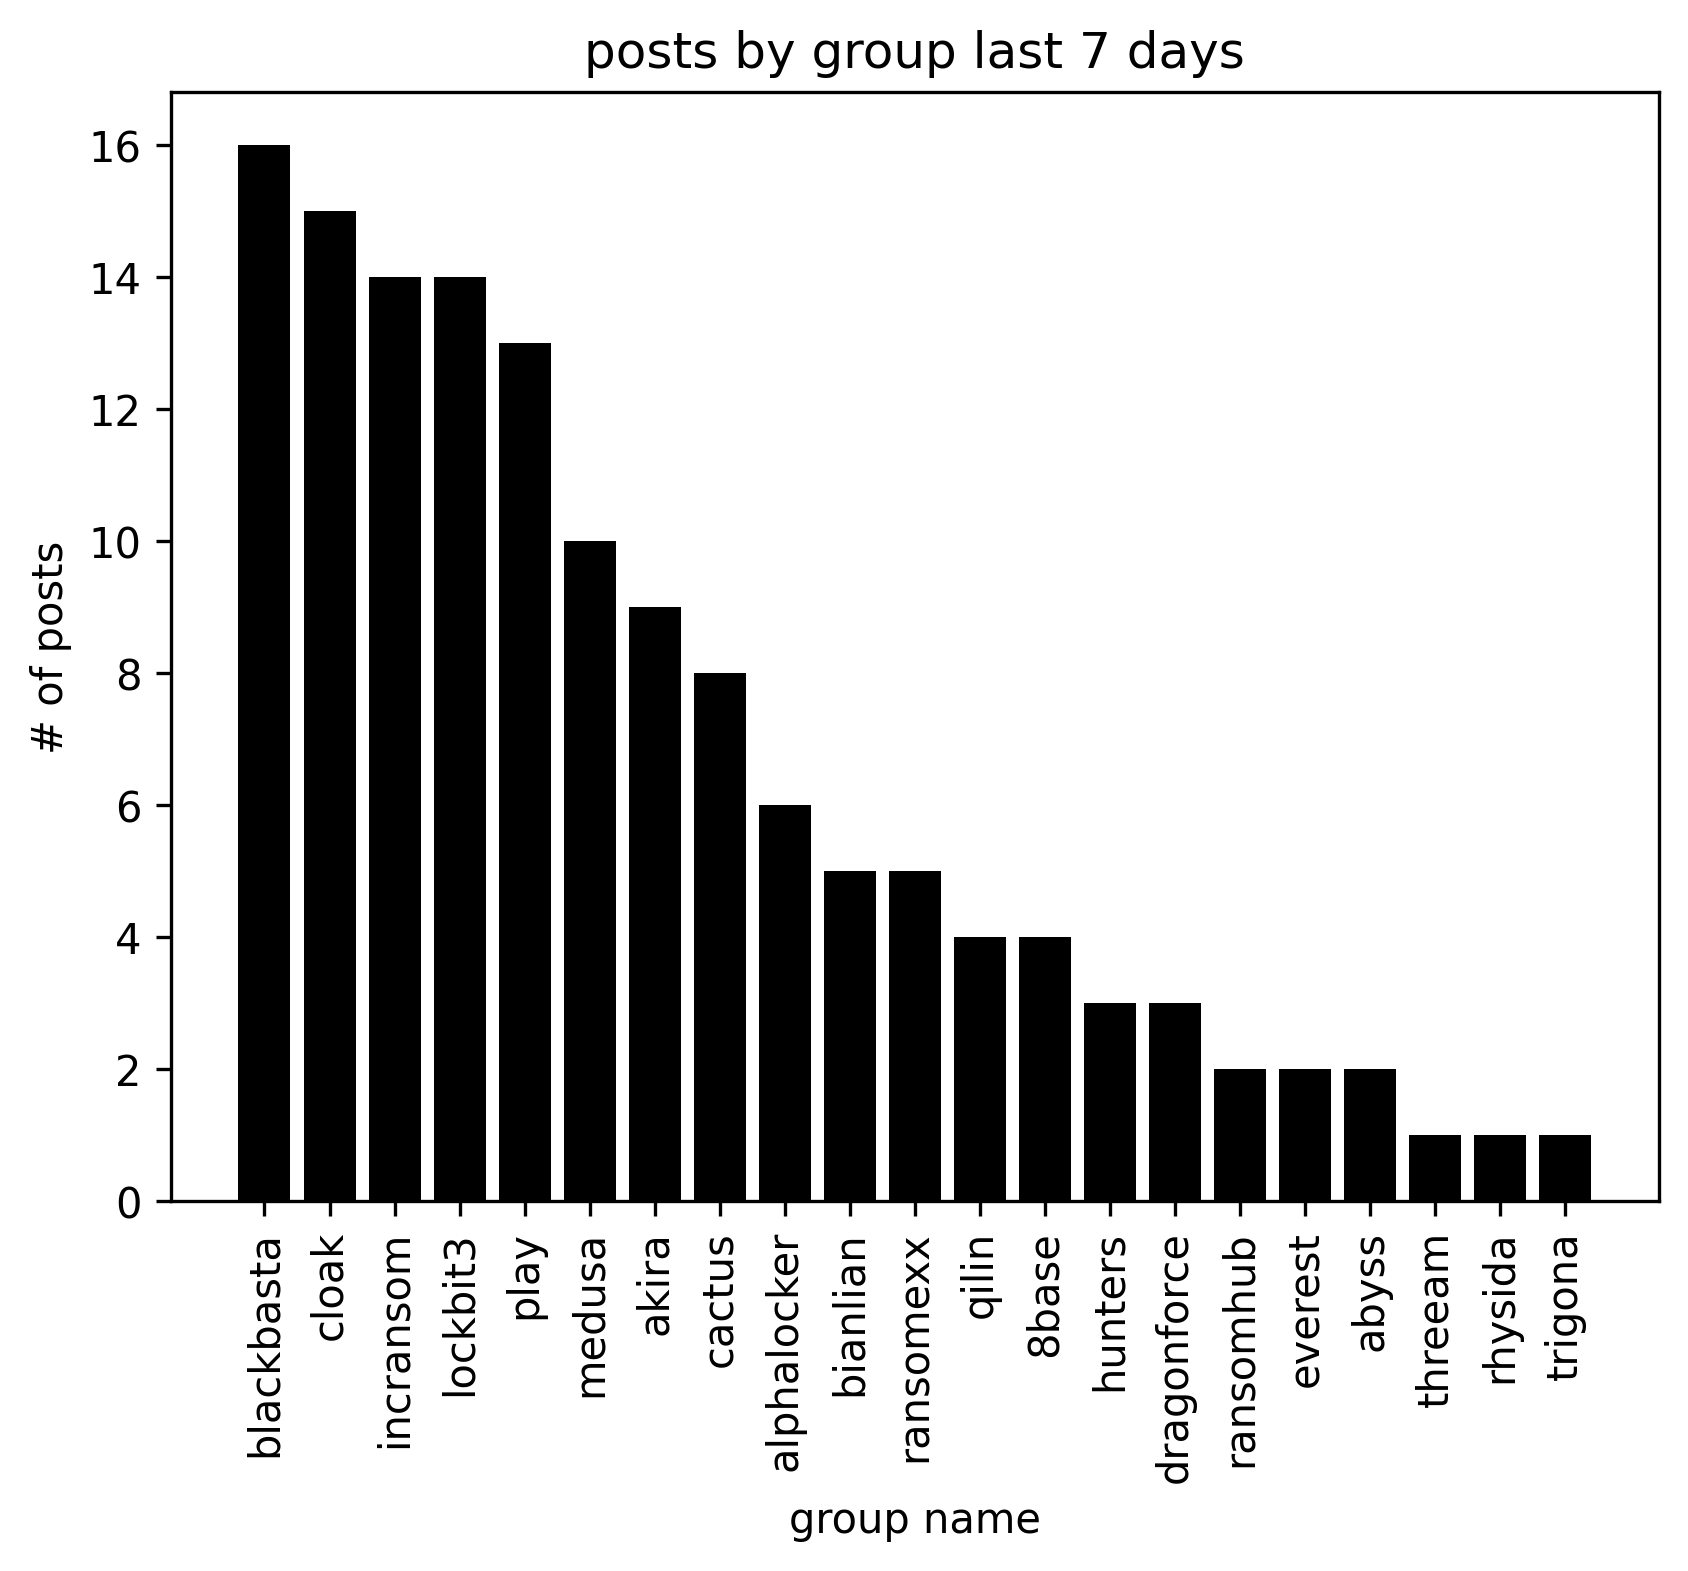 posts by group last 7 days
# of posts
16
14
12
10
8
6
4
2
0
blackbasta
cloak
incransom
lockbit3
play
medusa
akira
cactus
alphalocker
bianlian
ransomexx
qilin
8base
hunters
dragonforce
ransomhub
everest
abyss
threeam
rhysida
trigona
group name